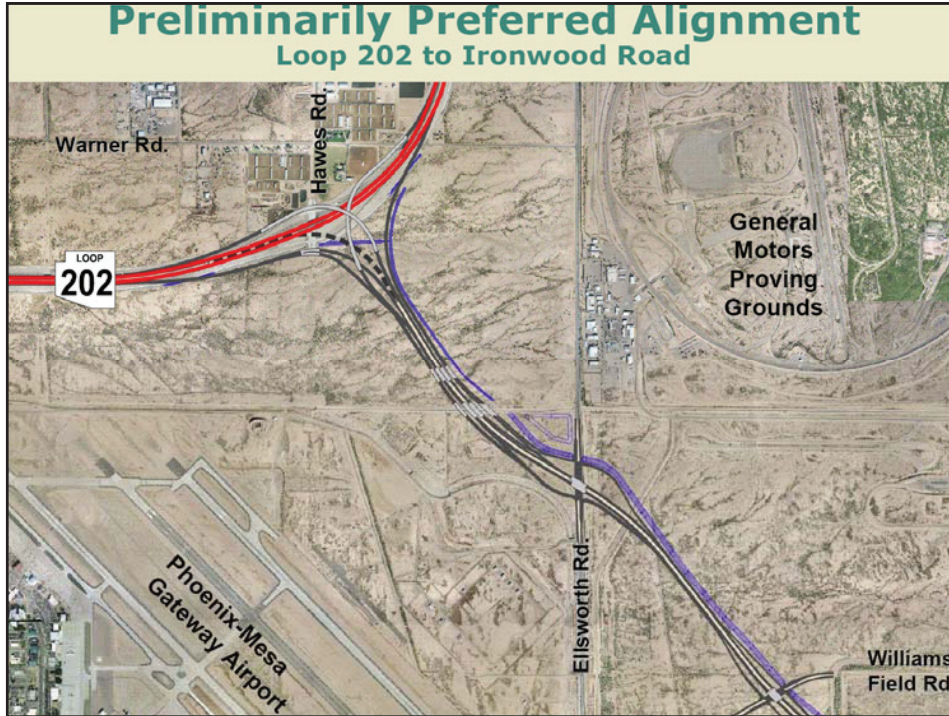 Preliminarily Preferred Alignment
Loop 202 to Ironwood Road
Warner Rd.
Hawes Rd.
LOOP
202
General
Motors
Proving
Grounds
Phoenix-Mesa
Gateway Airport
Ellsworth Rd.
Williams
Field Rd